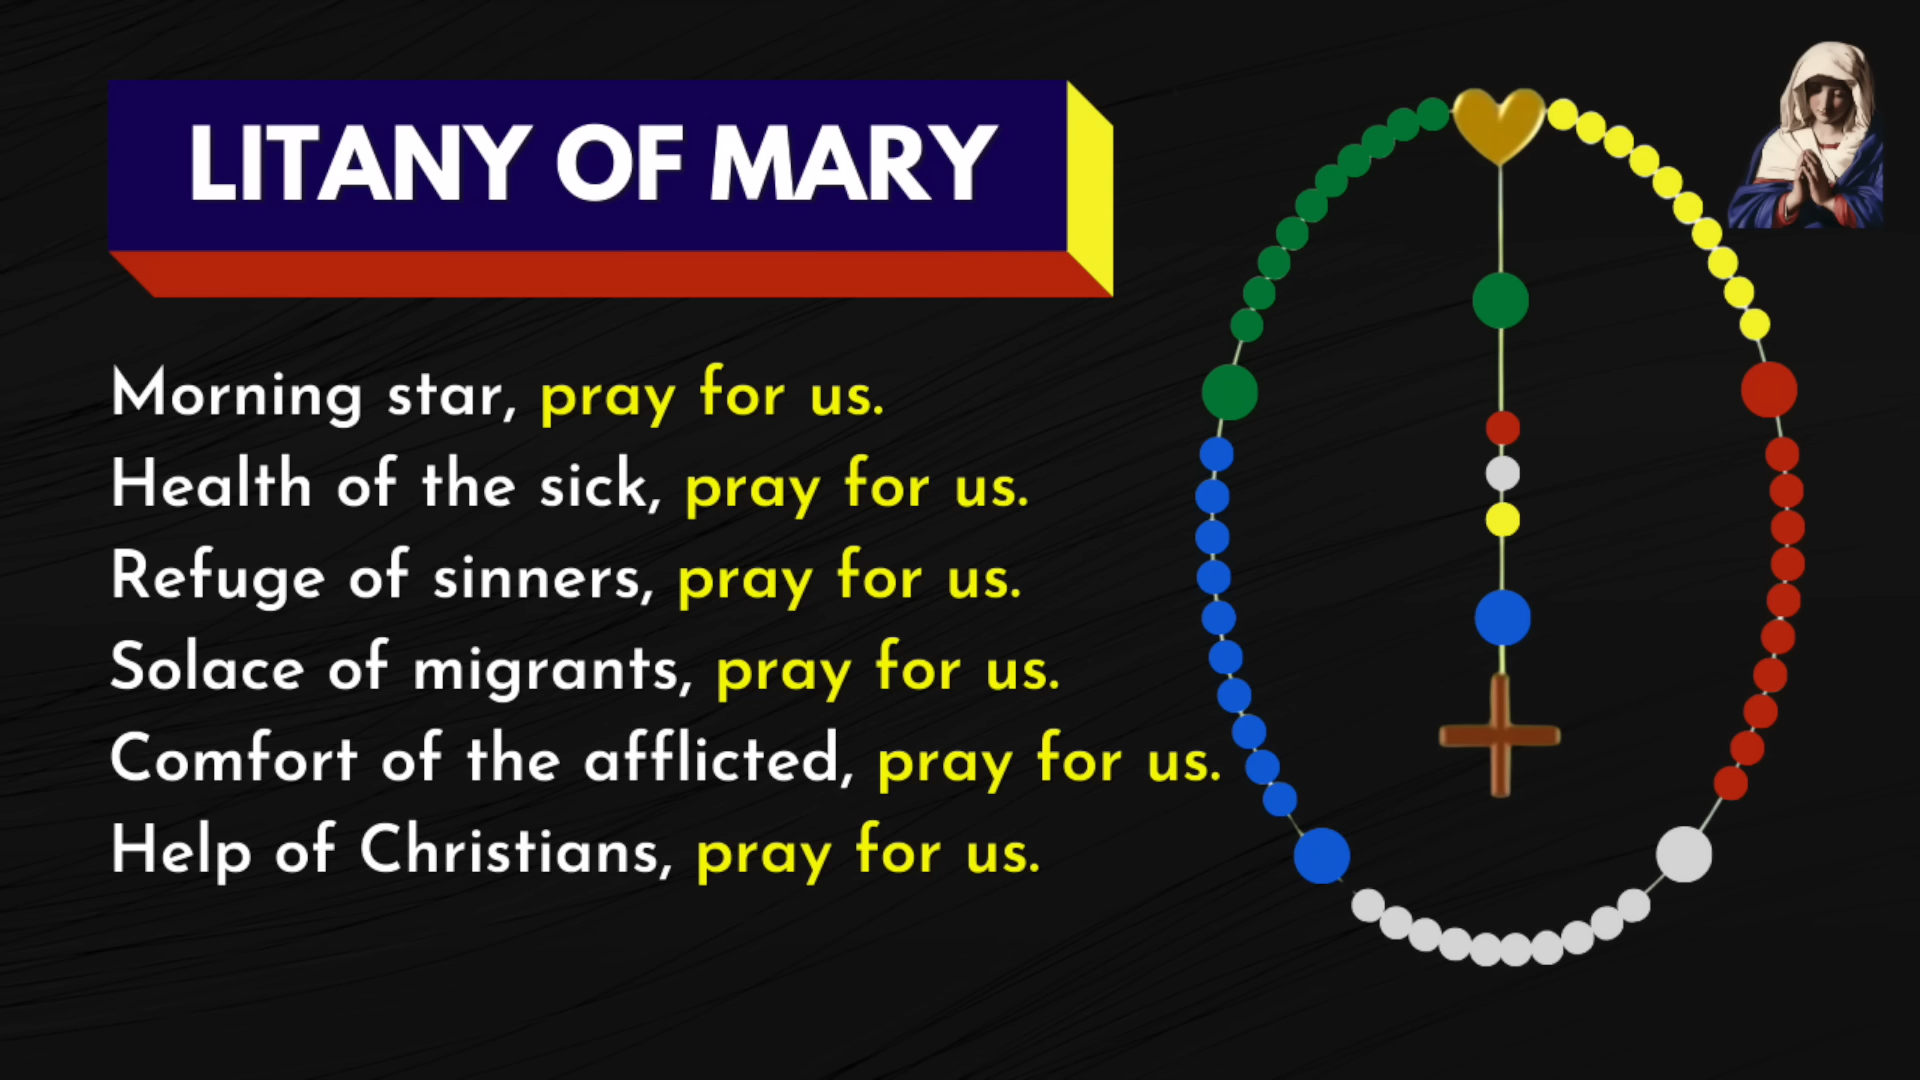 LITANY OF MARY
Morning star, pray for us.
Health of the sick, pray for us.
Refuge of sinners, pray for us.
Solace of migrants, pray for us.
Comfort of the afflicted, pray for us.
Help of Christians, pray for us.